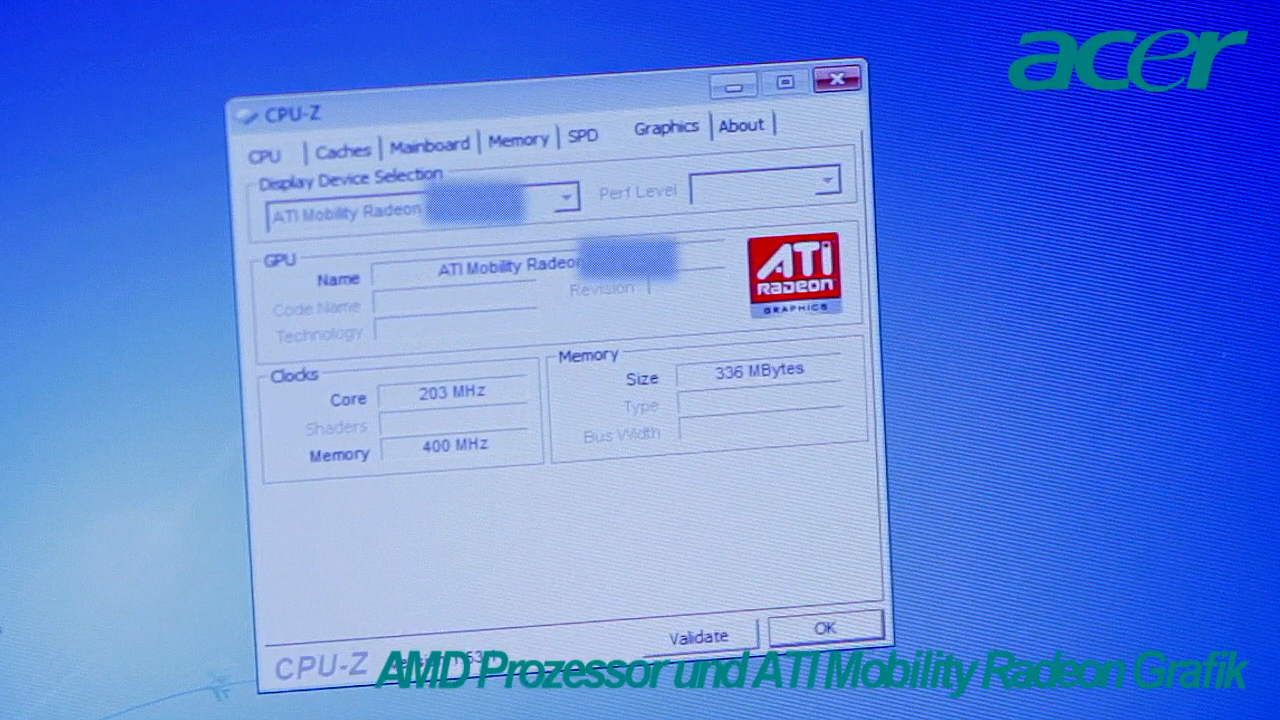 acer
CPU-Z
CPU Caches Mainboard Memory SPD Graphics About
Display Device Selection
ATI Mobility Radeon
Perf Level
GPU
Name
ATI Mobility Radeon
Code Name
Revision
Technology
ATI
RADEON
GRAPHICS
Clocks
Core 203 MHz
Shaders
Memory 400 MHz
Memory
Size 336 MBytes
Type
Bus Width
Validate
OK
CPU-Z
AMD Prozessor und ATI Mobility Radeon Grafik